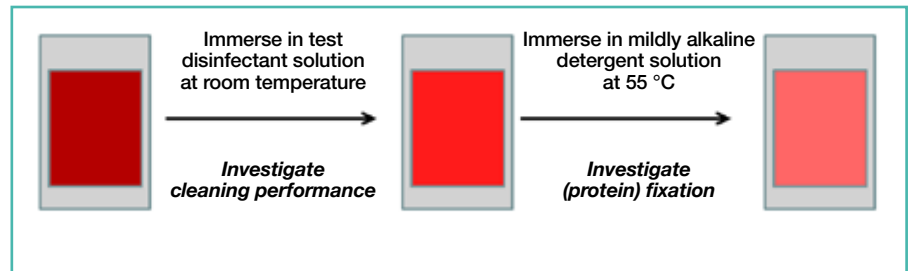 Immerse in test
disinfectant solution
at room temperature
Investigate
cleaning performance
Immerse in mildly alkaline
detergent solution
at 55 °C
Investigate
(protein) fixation